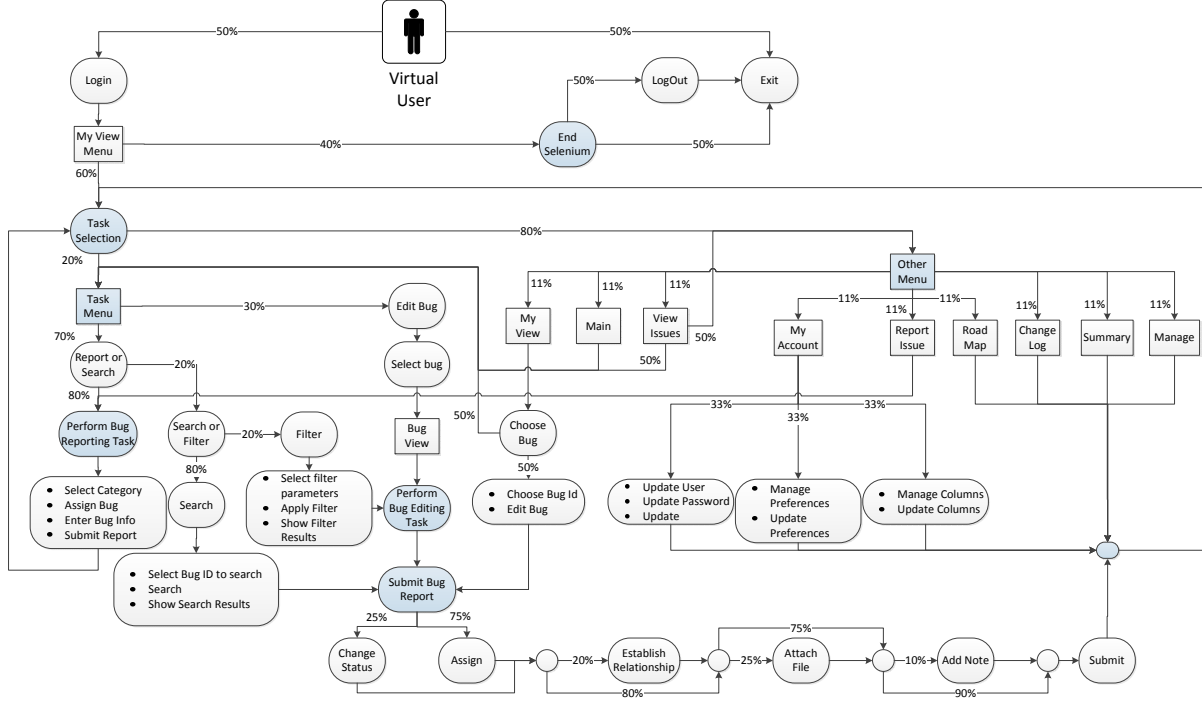 50%
50%
Virtual
User
Login
50%
LogOut
Exit
My View
Menu
40%
End
Selenium
50%
60%
Task
Selection
80%
20%
Other
Menu
Task
Menu
30%
Edit Bug
11%
11%
11%
11%
11%
11%
11%
11%
11%
My
View
Main
View
Issues
50%
50%
My
Account
Report
Issue
Road
Map
Change
Log
Summary
Manage
70%
Report or
Search
20%
Select bug
80%
33%
33%
33%
Perform Bug
Reporting Task
Search or
Filter
20%
Filter
Bug
View
50%
Choose
Bug
80%
50%
• Select Category
• Assign Bug
• Enter Bug Info
• Submit Report
Search
• Select filter
parameters
• Apply Filter
• Show Filter
Results
Perform
Bug Editing
Task
• Choose Bug Id
• Edit Bug
• Update User
• Update Password
• Update
• Manage
Preferences
• Update
Preferences
• Manage Columns
• Update Columns
• Select Bug ID to search
• Search
• Show Search Results
Submit Bug
Report
25%
75%
Change
Status
Assign
20%
Establish
Relationship
80%
75%
25%
Attach
File
10%
Add Note
90%
Submit